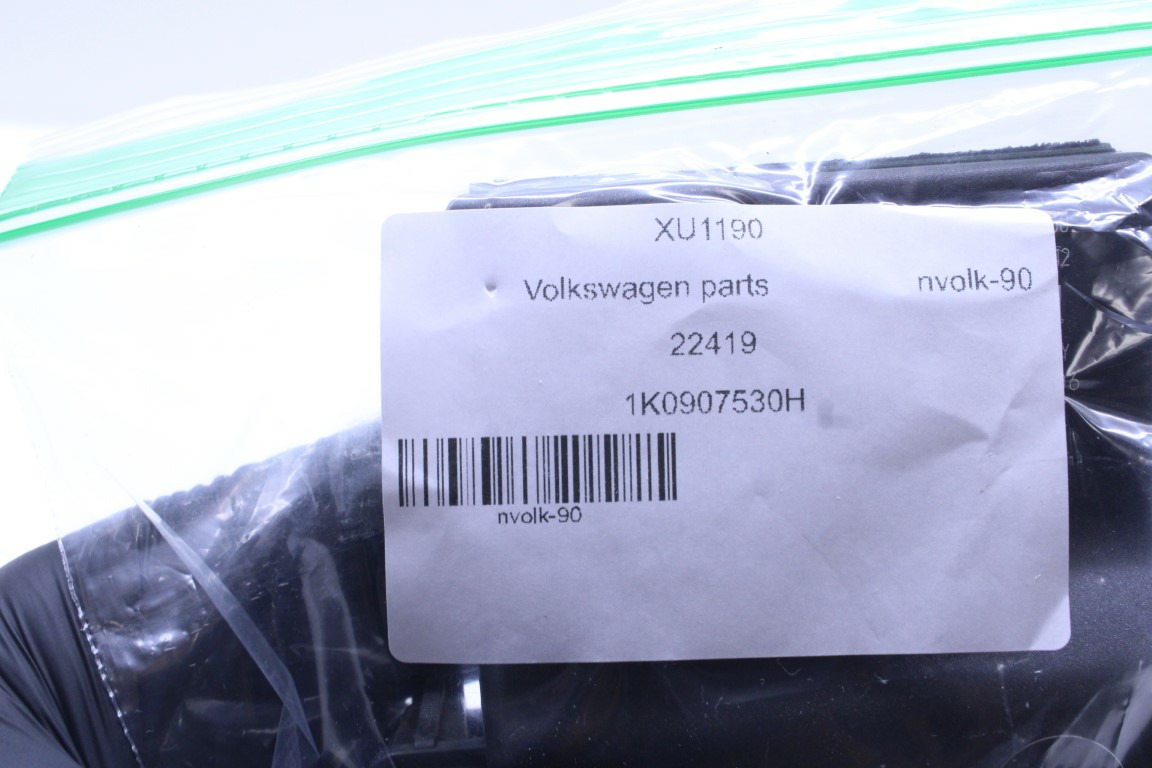 XU1190
Volkswagen parts nvolk-90
22419
1K0907530H
nvolk-90